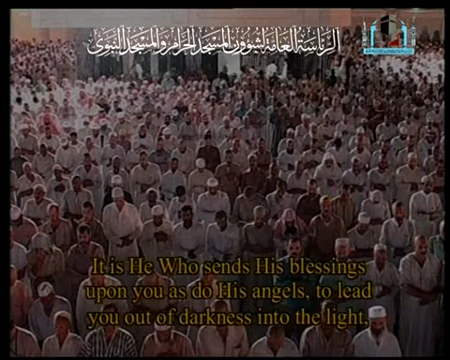 الرئاسة العامة لشؤون المسجد الحرام والمسجد النبوي
It is He Who sends His blessings
upon you as do His angels, to lead
you out of darkness into the light,